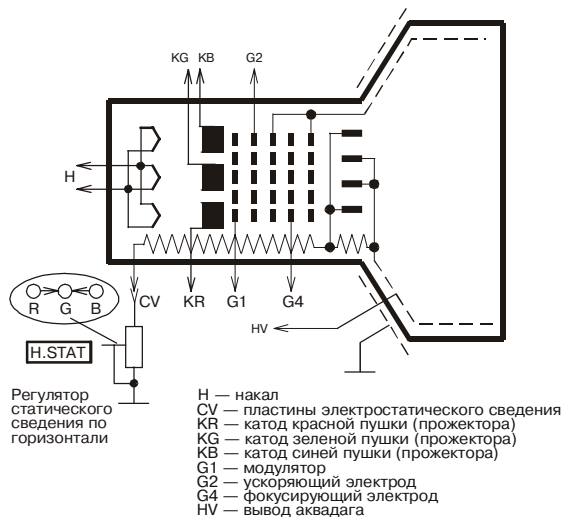 KG KB G2
H
CV KR G1 G4
R G B
HV
H.STAT
Регулятор
статического
сведения по
горизонтали
H — накал
CV — пластины электростатического сведения
KR — катод красной пушки (прожектора)
KG — катод зеленой пушки (прожектора)
KB — катод синей пушки (прожектора)
G1 — модулятор
G2 — ускоряющий электрод
G4 — фокусирующий электрод
HV — вывод аквадага